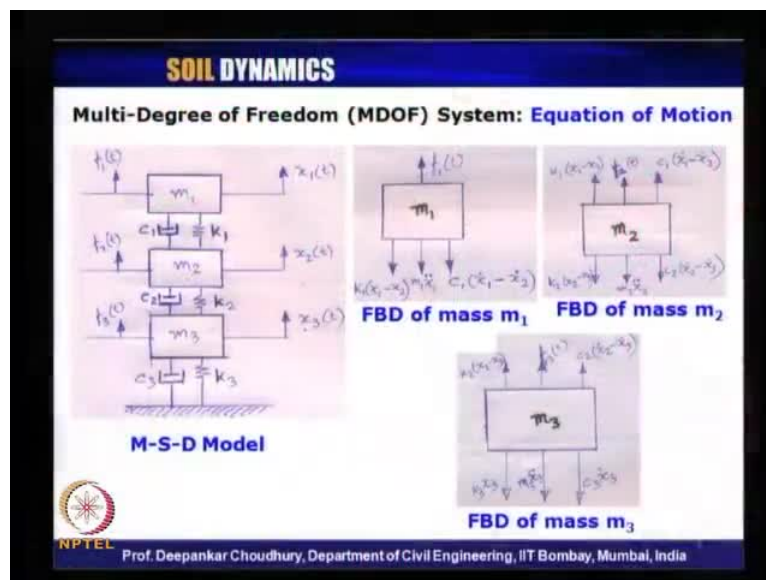 SOIL DYNAMICS
Multi-Degree of Freedom (MDOF) System: Equation of Motion
f₁(t)
m₁
x₁(t)
c₁
k₁
f₂(t)
m₂
x₂(t)
c₂
k₂
f₃(t)
m₃
x₃(t)
c₃
k₃
M-S-D Model
f₁(t)
m₁
k₁(x₁-x₂) m₁ẍ₁ c₁(ẋ₁-ẋ₂)
FBD of mass m₁
k₁(x₁-x₂) f₂(t) c₁(ẋ₁-ẋ₂)
m₂
m₂ẍ₂ c₂(ẋ₂-ẋ₃)
FBD of mass m₂
k₂(x₂-x₃) f₃(t) c₂(ẋ₂-ẋ₃)
m₃
k₃x₃ m₃ẍ₃ c₃ẋ₃
FBD of mass m₃
NPTEL
Prof. Deepankar Choudhury, Department of Civil Engineering, IIT Bombay, Mumbai, India